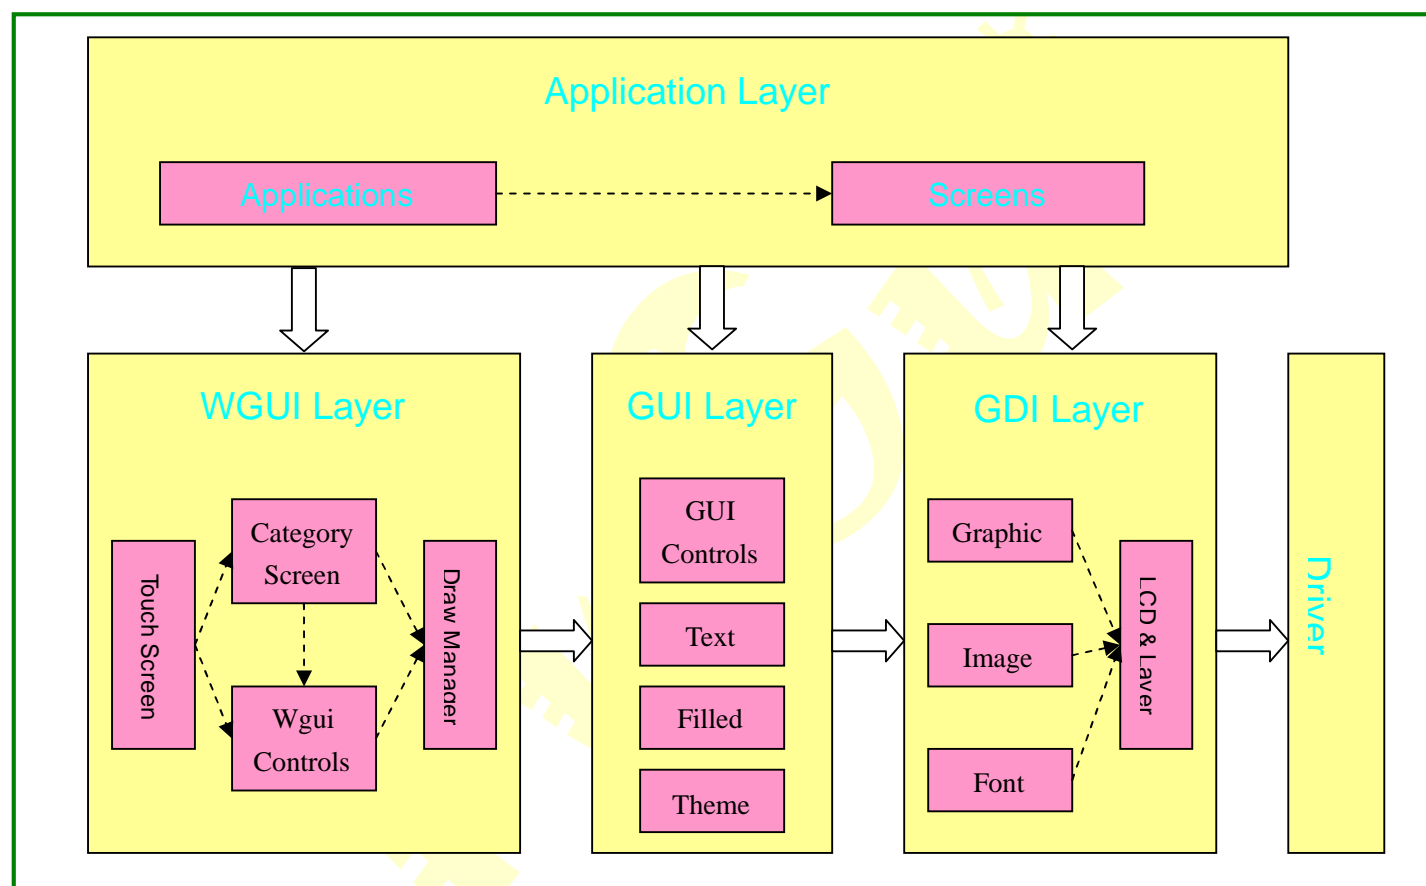 Application Layer
Applications
Screens
WGUI Layer
GUI Layer
GDI Layer
Driver
Touch Screen
Category
Screen
Wgui
Controls
Draw Manager
GUI
Controls
Text
Filled
Theme
Graphic
Image
Font
LCD & Layer